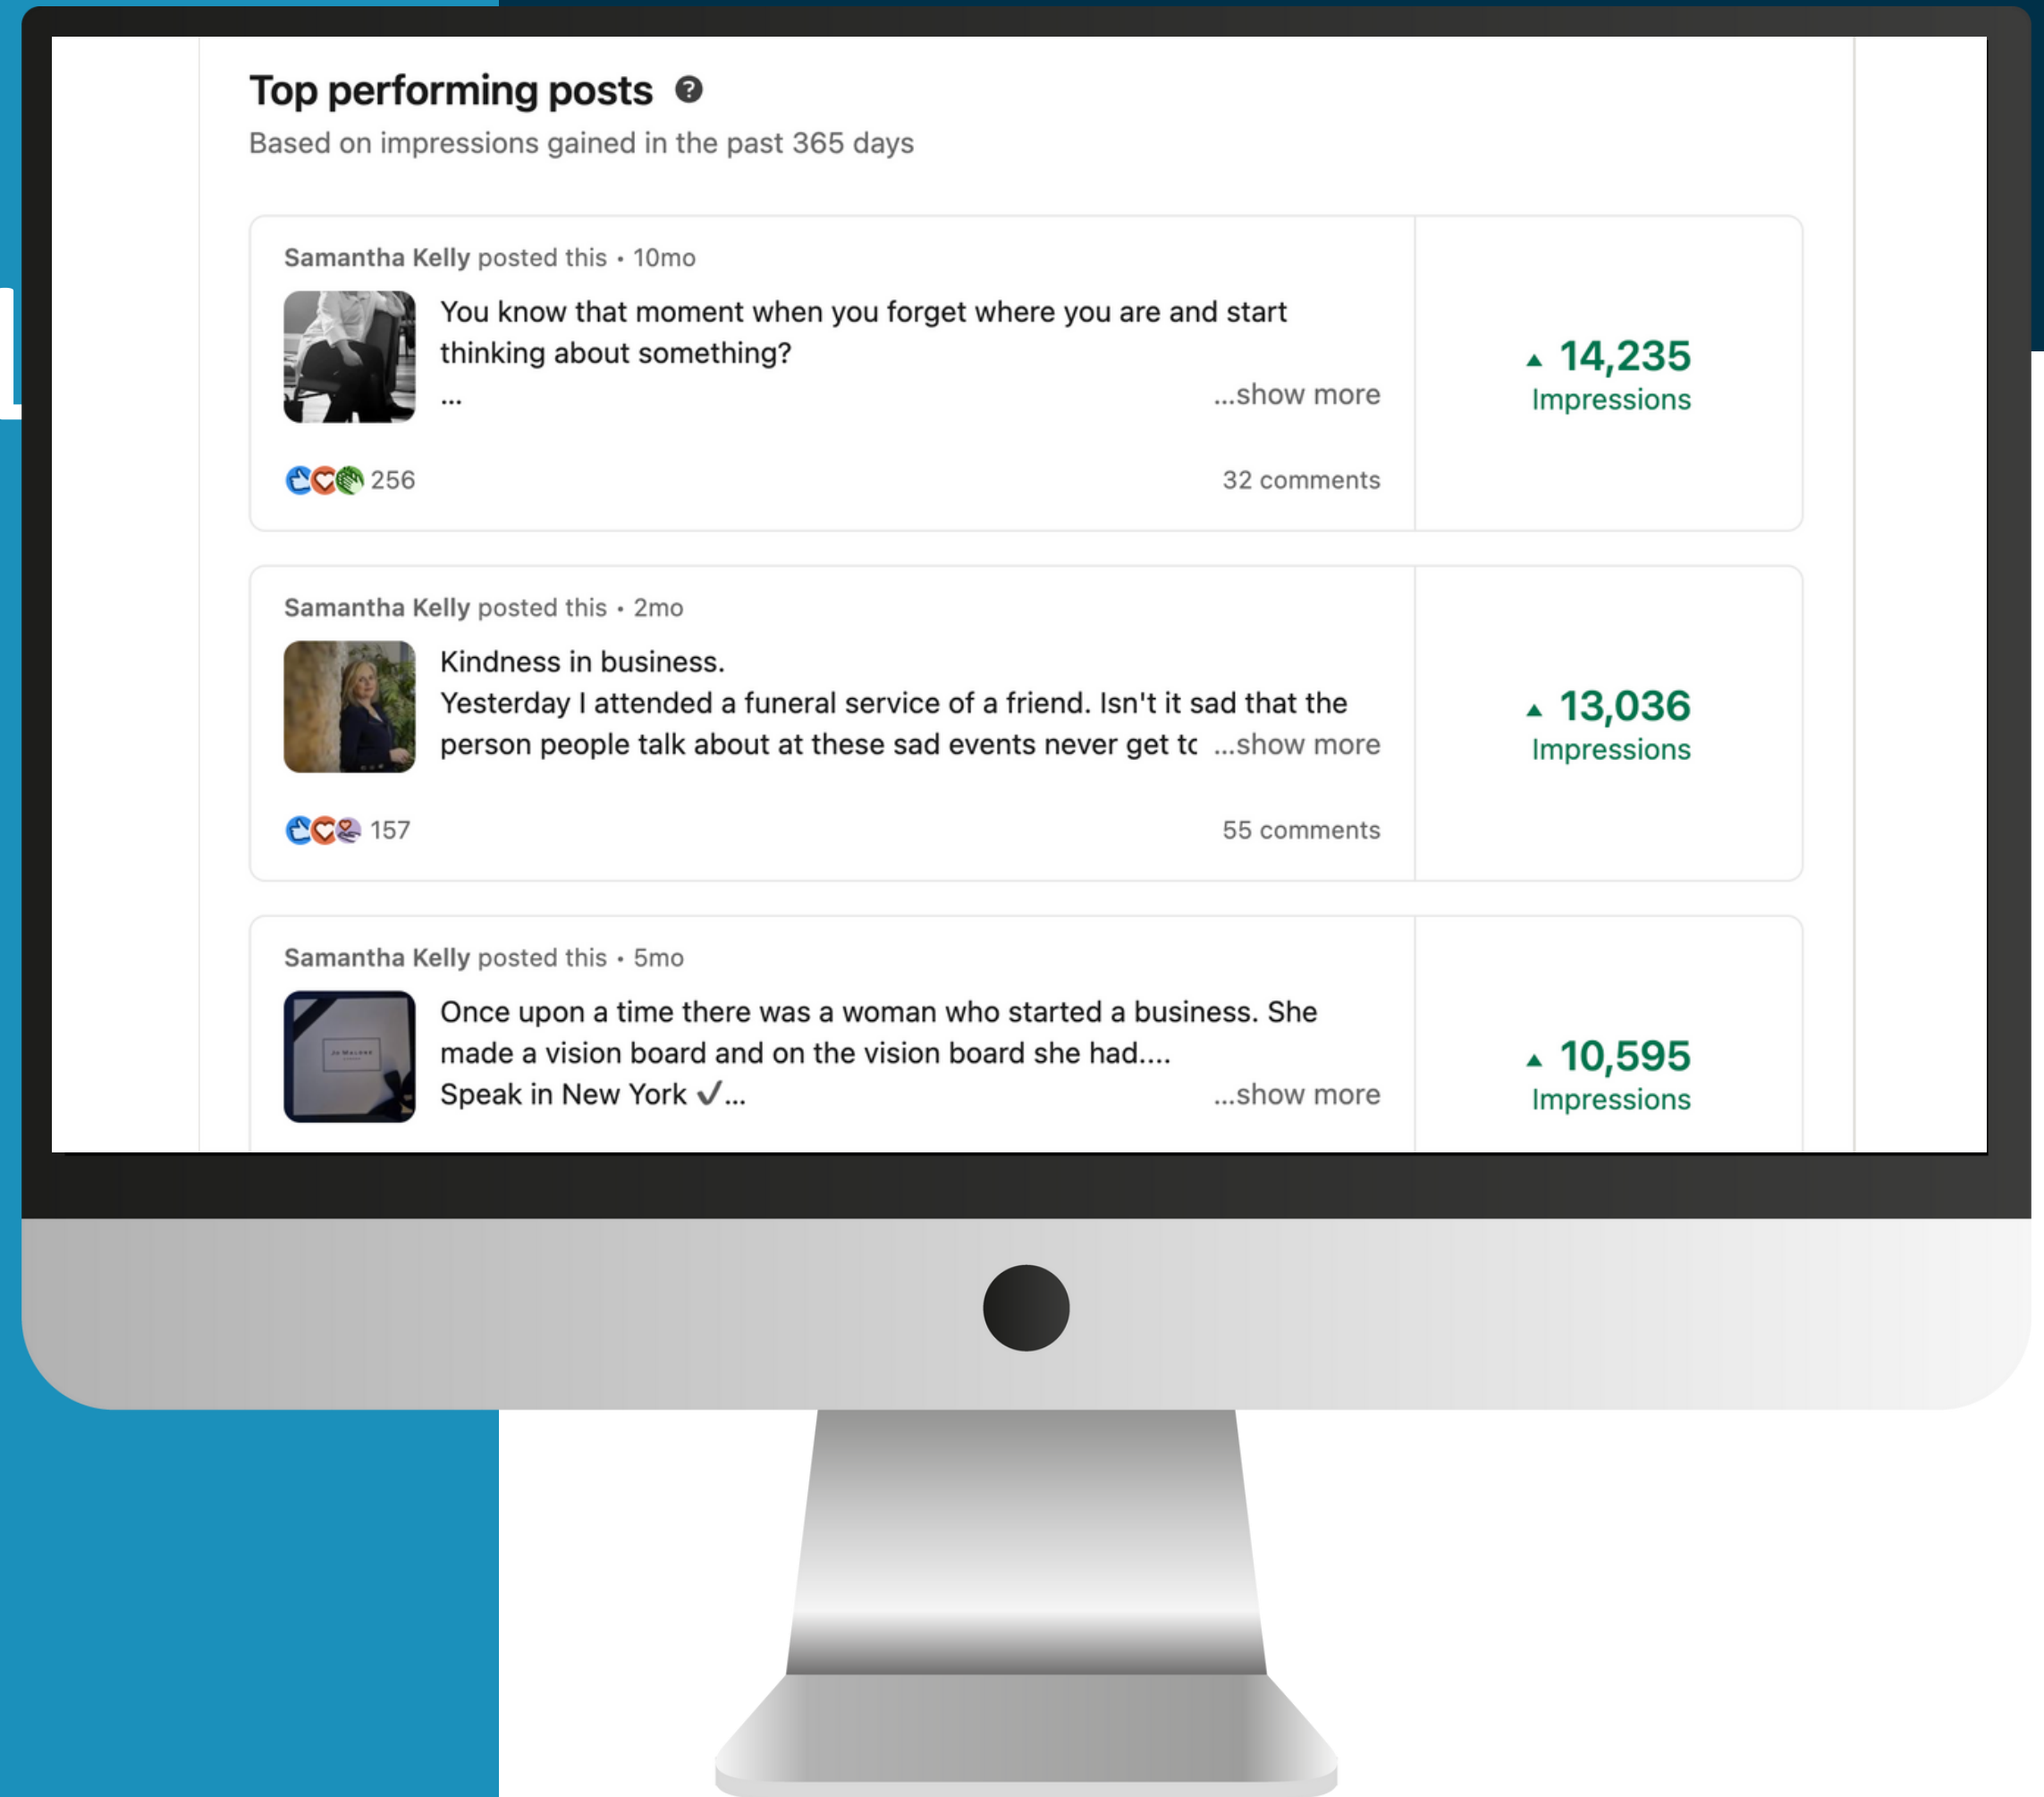 Top performing posts ?
Based on impressions gained in the past 365 days
Samantha Kelly posted this • 10mo
You know that moment when you forget where you are and start
thinking about something?
...
...show more
256
32 comments
▲ 14,235
Impressions
Samantha Kelly posted this • 2mo
Kindness in business.
Yesterday I attended a funeral service of a friend. Isn't it sad that the
person people talk about at these sad events never get to ...show more
157
55 comments
▲ 13,036
Impressions
Samantha Kelly posted this • 5mo
JO MALONE
Once upon a time there was a woman who started a business. She
made a vision board and on the vision board she had....
Speak in New York ✓...
...show more
▲ 10,595
Impressions